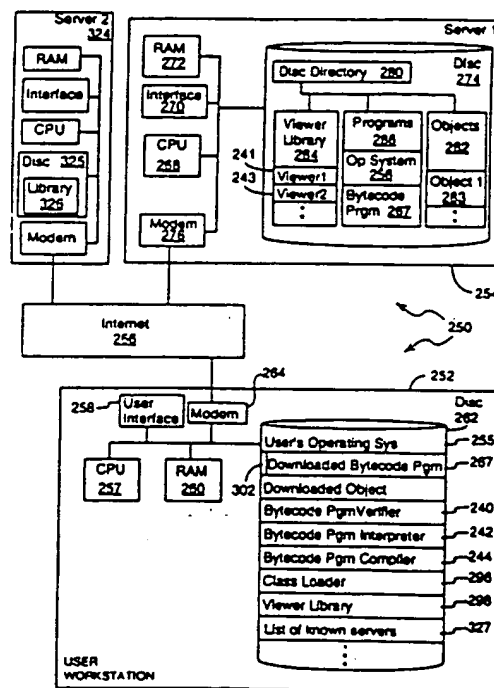 Server 2
324
RAM
Interface
CPU
Disc 325
Library
326
Modem
Server 1
RAM
272
Interface
270
CPU
268
Modem
276
Disc
274
Disc Directory 280
Viewer
Library
284
241
Viewer1
243
Viewer2
Programs
286
Op System
258
Bytecode
Prgm 267
Objects
282
Object 1
283
254
250
Internet
256
252
264
258
User
Interface
Modem
CPU
257
RAM
260
302
Disc
262
User's Operating Sys
255
Downloaded Bytecode Pgm
267
Downloaded Object
Bytecode PgmVerifier
240
Bytecode Pgm Interpreter
242
Bytecode Pgm Compiler
244
Class Loader
296
Viewer Library
298
List of known servers
327
USER
WORKSTATION